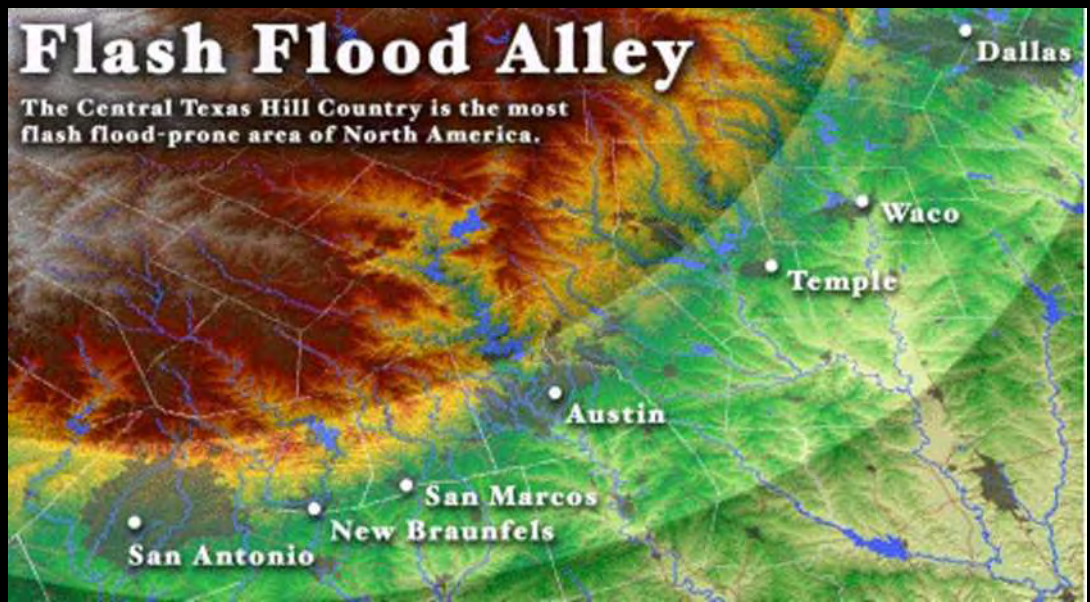 Flash Flood Alley
The Central Texas Hill Country is the most
flash flood-prone area of North America.
Dallas
Waco
Temple
Austin
San Marcos
New Braunfels
San Antonio